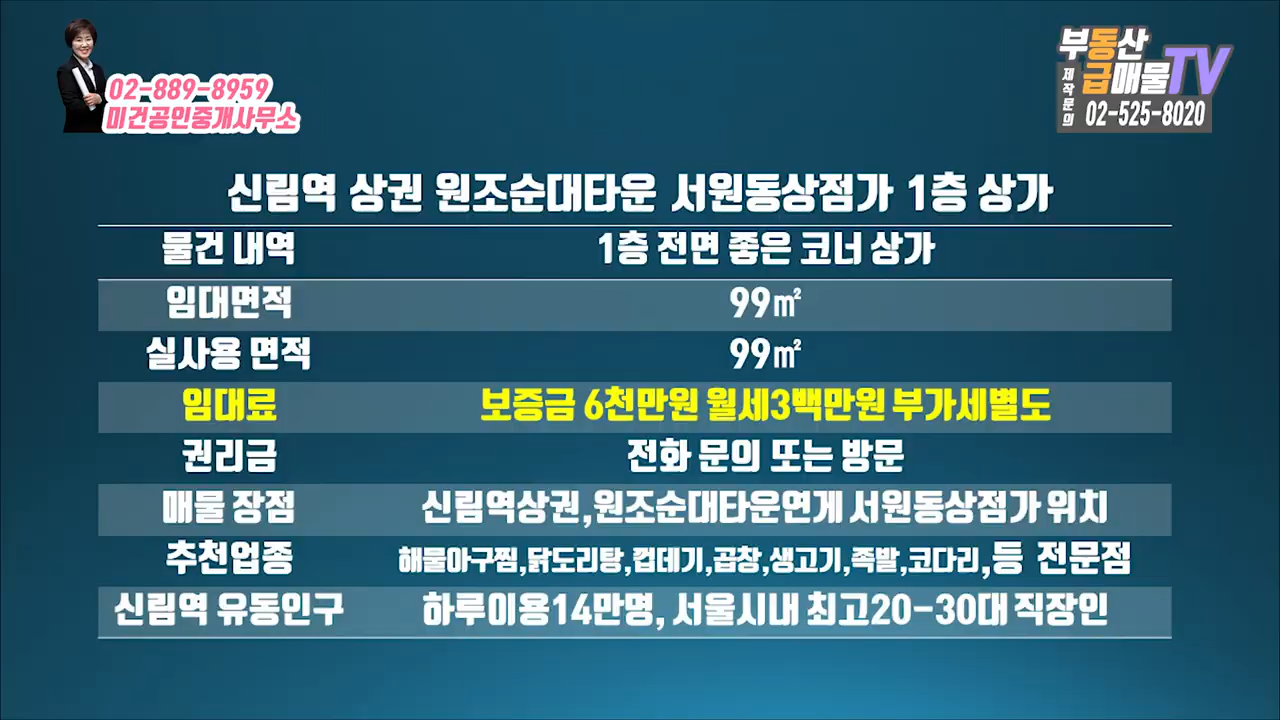 02-889-8959
미건공인중개사무소
부동산
급매물TV
제작문의
02-525-8020
신림역 상권 원조순대타운 서원동상점가 1층 상가
물건 내역 1층 전면 좋은 코너 상가
임대면적 99㎡
실사용 면적 99㎡
임대료 보증금 6천만원 월세3백만원 부가세별도
권리금 전화 문의 또는 방문
매물 장점 신림역상권,원조순대타운연게 서원동상점가 위치
추천업종 해물아구찜,닭도리탕,껍데기,곱창,생고기,족발,코다리,등 전문점
신림역 유동인구 하루이용14만명, 서울시내 최고20-30대 직장인